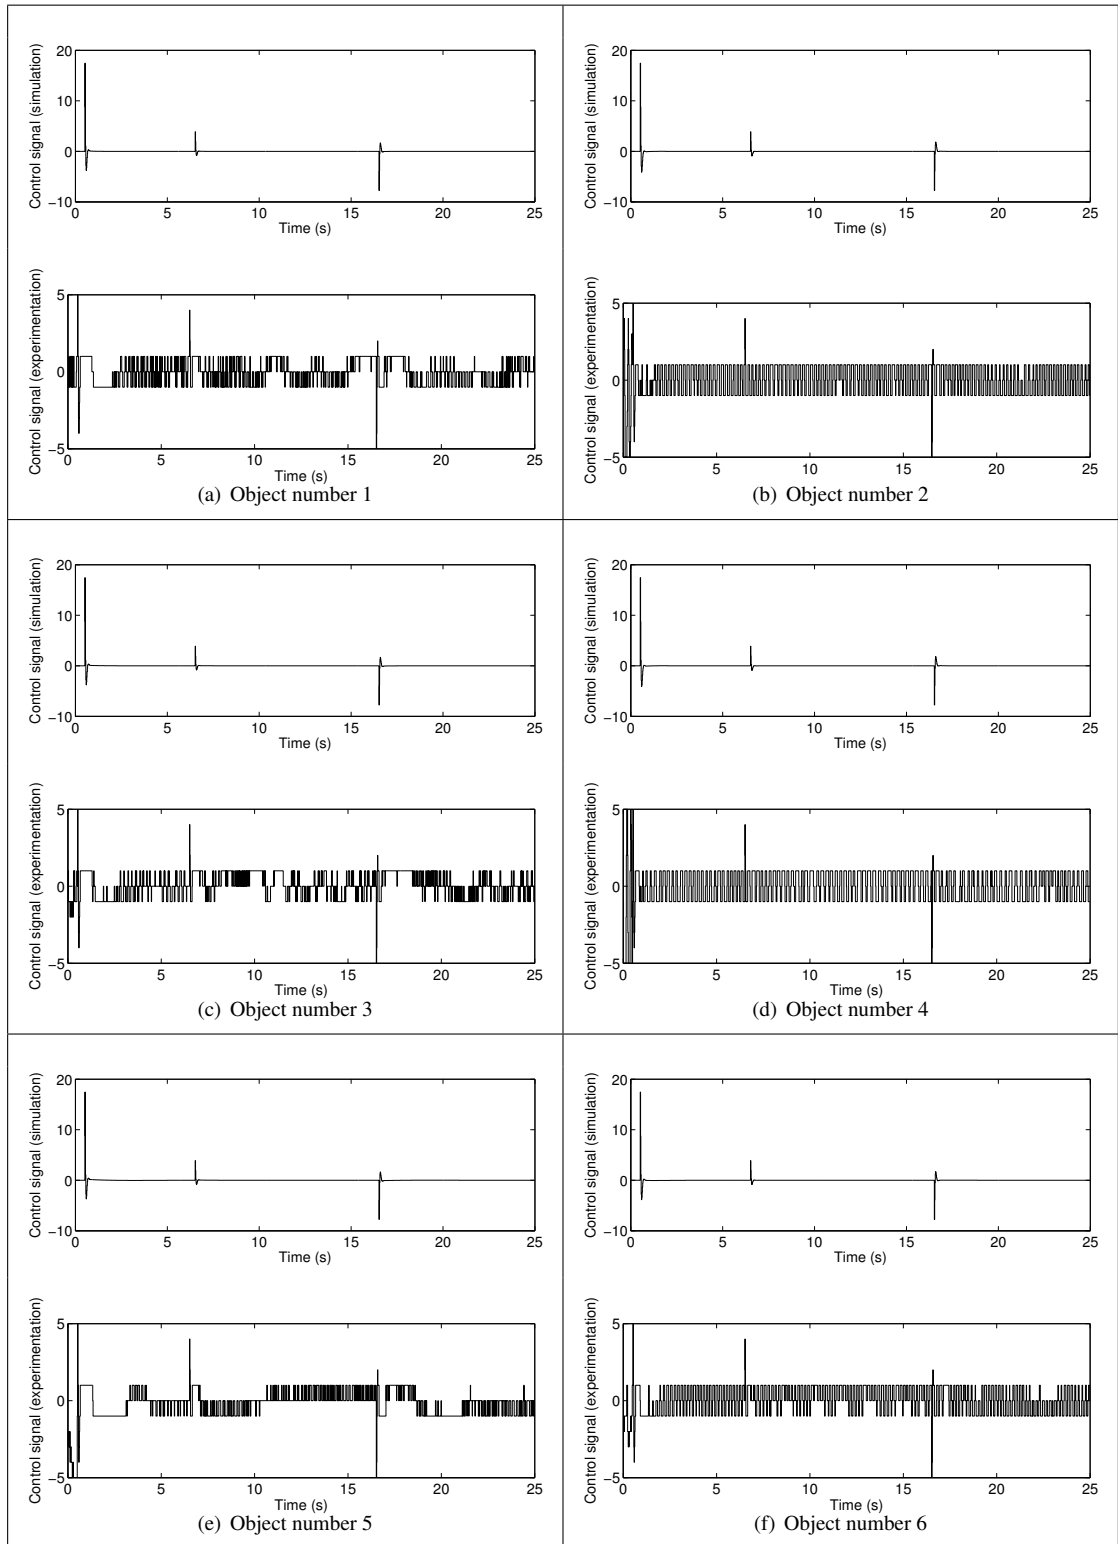 Control signal (simulation)
20
10
0
−10
0 5 10 15 20 25
Time (s)
Control signal (experimentation)
5
0
−5
0 5 10 15 20 25
Time (s)
(a) Object number 1
Control signal (simulation)
20
10
0
−10
0 5 10 15 20 25
Time (s)
Control signal (experimentation)
5
0
−5
0 5 10 15 20 25
Time (s)
(b) Object number 2
Control signal (simulation)
20
10
0
−10
0 5 10 15 20 25
Time (s)
Control signal (experimentation)
5
0
−5
0 5 10 15 20 25
Time (s)
(c) Object number 3
Control signal (simulation)
20
10
0
−10
0 5 10 15 20 25
Time (s)
Control signal (experimentation)
5
0
−5
0 5 10 15 20 25
Time (s)
(d) Object number 4
Control signal (simulation)
20
10
0
−10
0 5 10 15 20 25
Time (s)
Control signal (experimentation)
5
0
−5
0 5 10 15 20 25
Time (s)
(e) Object number 5
Control signal (simulation)
20
10
0
−10
0 5 10 15 20 25
Time (s)
Control signal (experimentation)
5
0
−5
0 5 10 15 20 25
Time (s)
(f) Object number 6